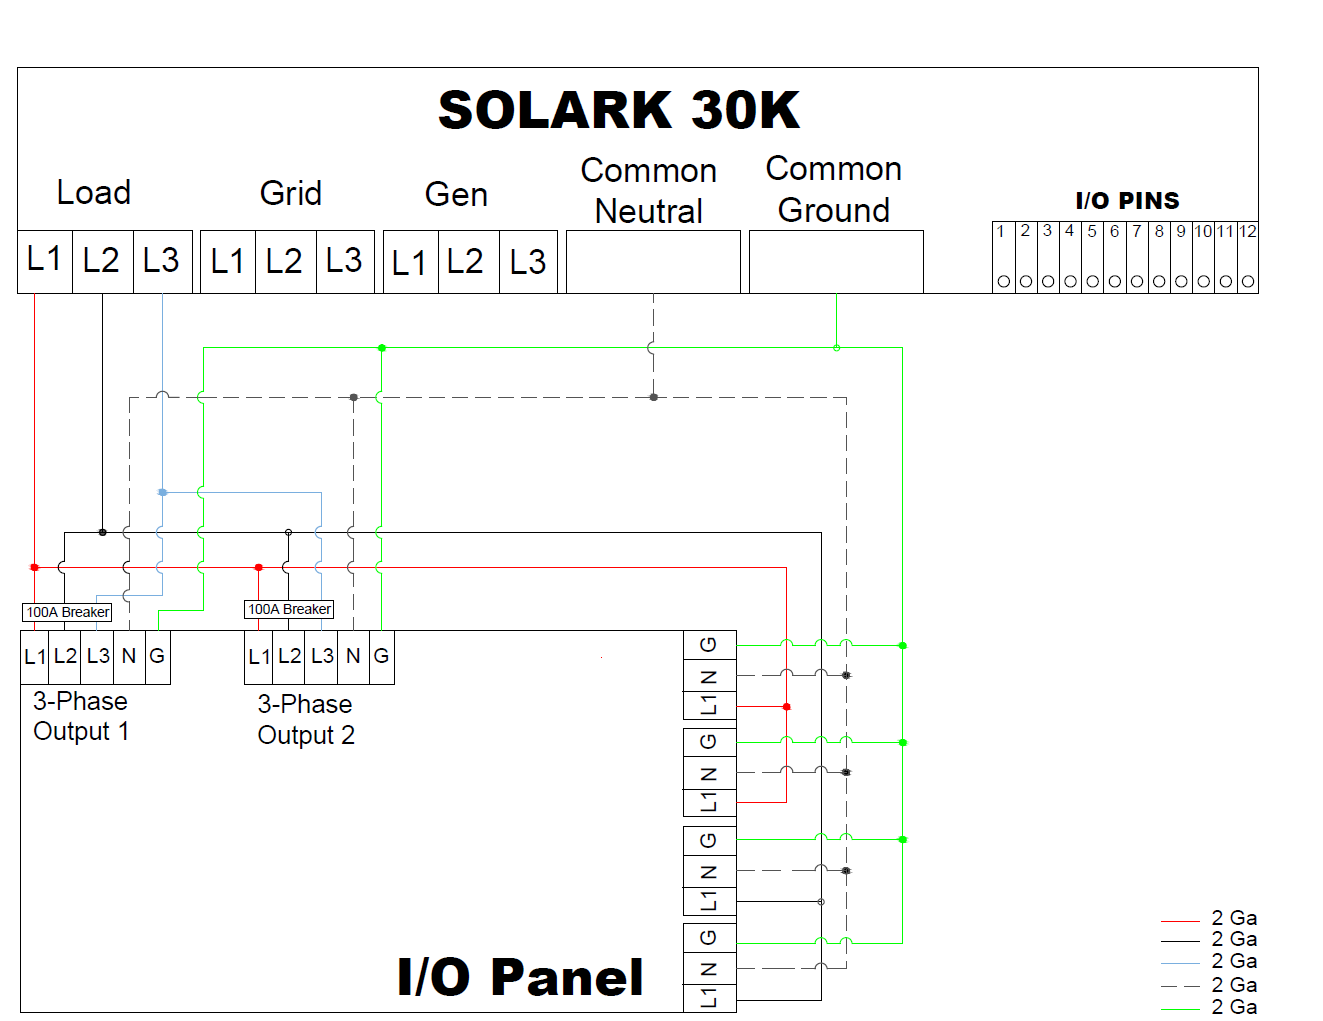 SOLARK 30K
Load
Grid
Gen
Common
Neutral
Common
Ground
I/O PINS
L1 L2 L3
L1 L2 L3
L1 L2 L3
1 2 3 4 5 6 7 8 9 10 11 12
100A Breaker
100A Breaker
L1 L2 L3 N G
L1 L2 L3 N G
3-Phase
Output 1
3-Phase
Output 2
G
N
L1
G
N
L1
G
N
L1
G
N
L1
I/O Panel
2 Ga
2 Ga
2 Ga
2 Ga
2 Ga